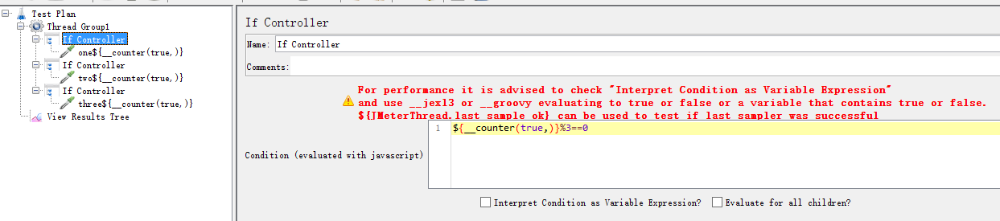 Test Plan
Thread Group1
If Controller
one${__counter(true,)}
If Controller
two${__counter(true,)}
If Controller
three${__counter(true,)}
View Results Tree
If Controller
Name: If Controller
Comments:
For performance it is advised to check "Interpret Condition as Variable Expression"
and use __jexl3 or __groovy evaluating to true or false or a variable that contains true or false.
${JMeterThread.last_sample_ok} can be used to test if last sampler was successful
1 ${__counter(true,)}%3==0
Condition (evaluated with javascript)
Interpret Condition as Variable Expression? Evaluate for all children?